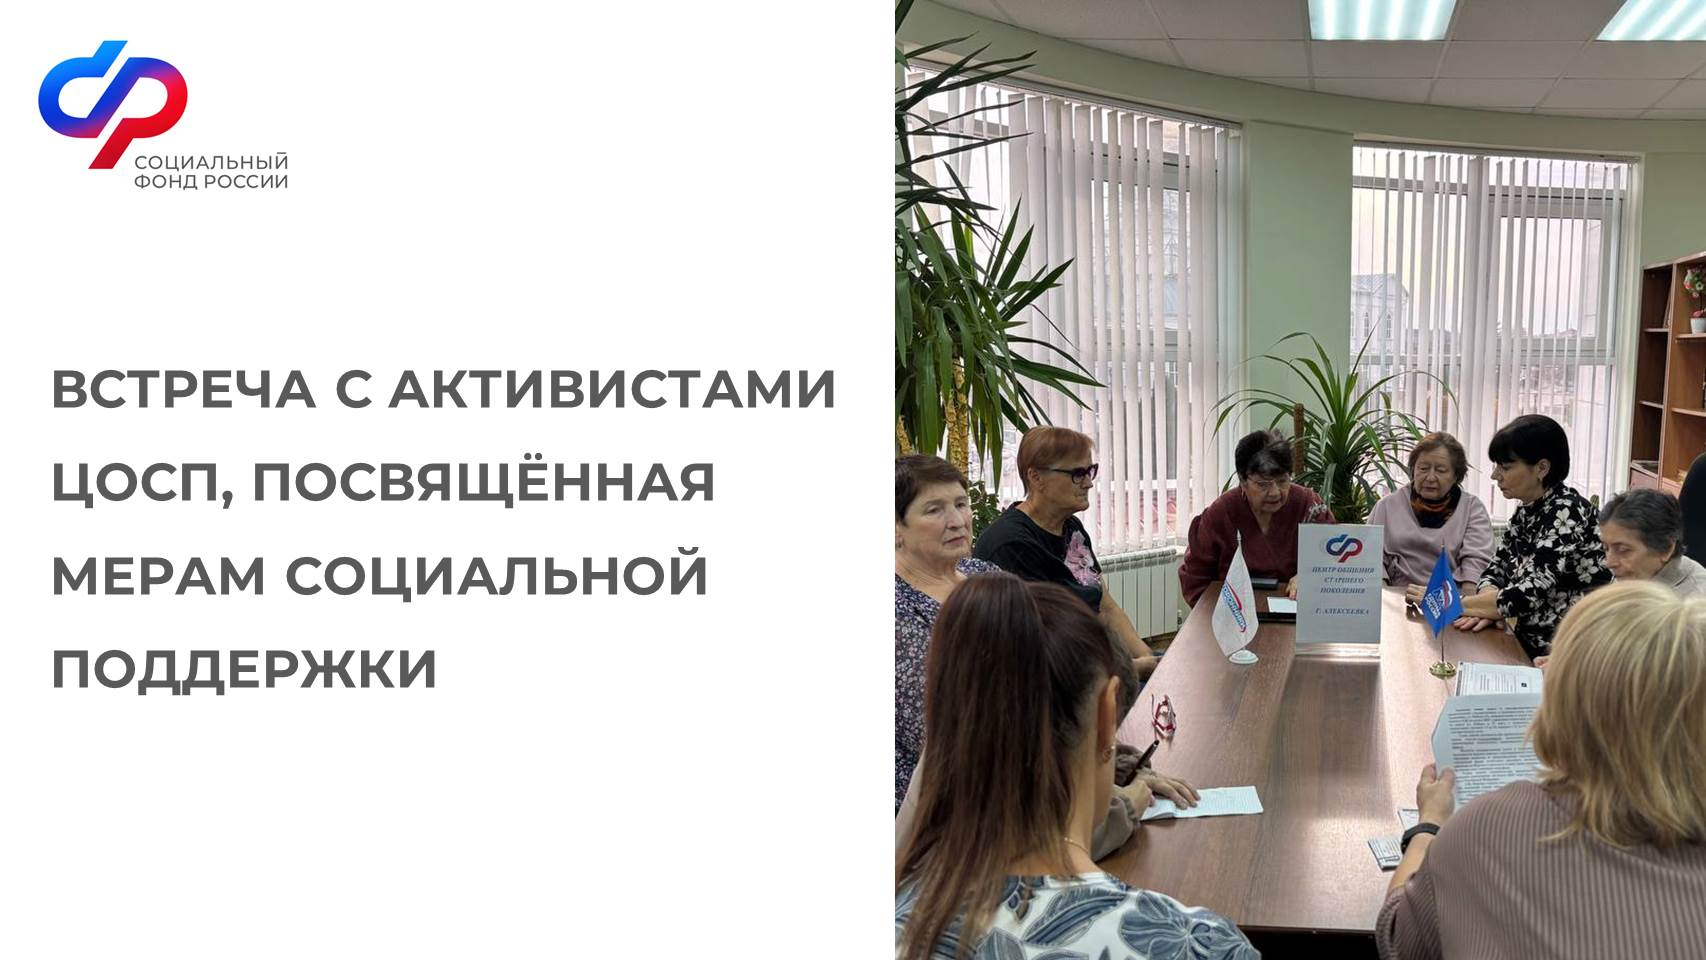 СОЦИАЛЬНЫЙ
ФОНД РОССИИ
ВСТРЕЧА С АКТИВИСТАМИ
ЦОСП, ПОСВЯЩЁННАЯ
МЕРАМ СОЦИАЛЬНОЙ
ПОДДЕРЖКИ
ЦЕНТР ОБЩЕНИЯ
СТАРШЕГО
ПОКОЛЕНИЯ
Г. АЛЕКСЕЕВКА